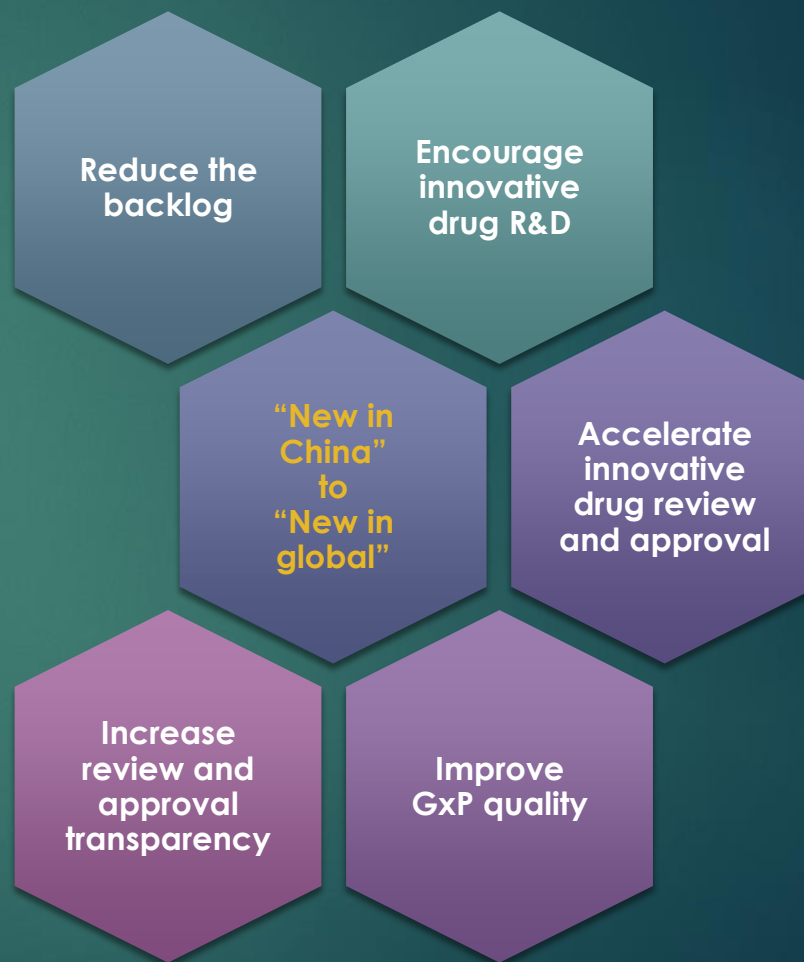 Reduce the
backlog
Encourage
innovative
drug R&D
“New in
China”
to
“New in
global”
Accelerate
innovative
drug review
and approval
Increase
review and
approval
transparency
Improve
GxP quality